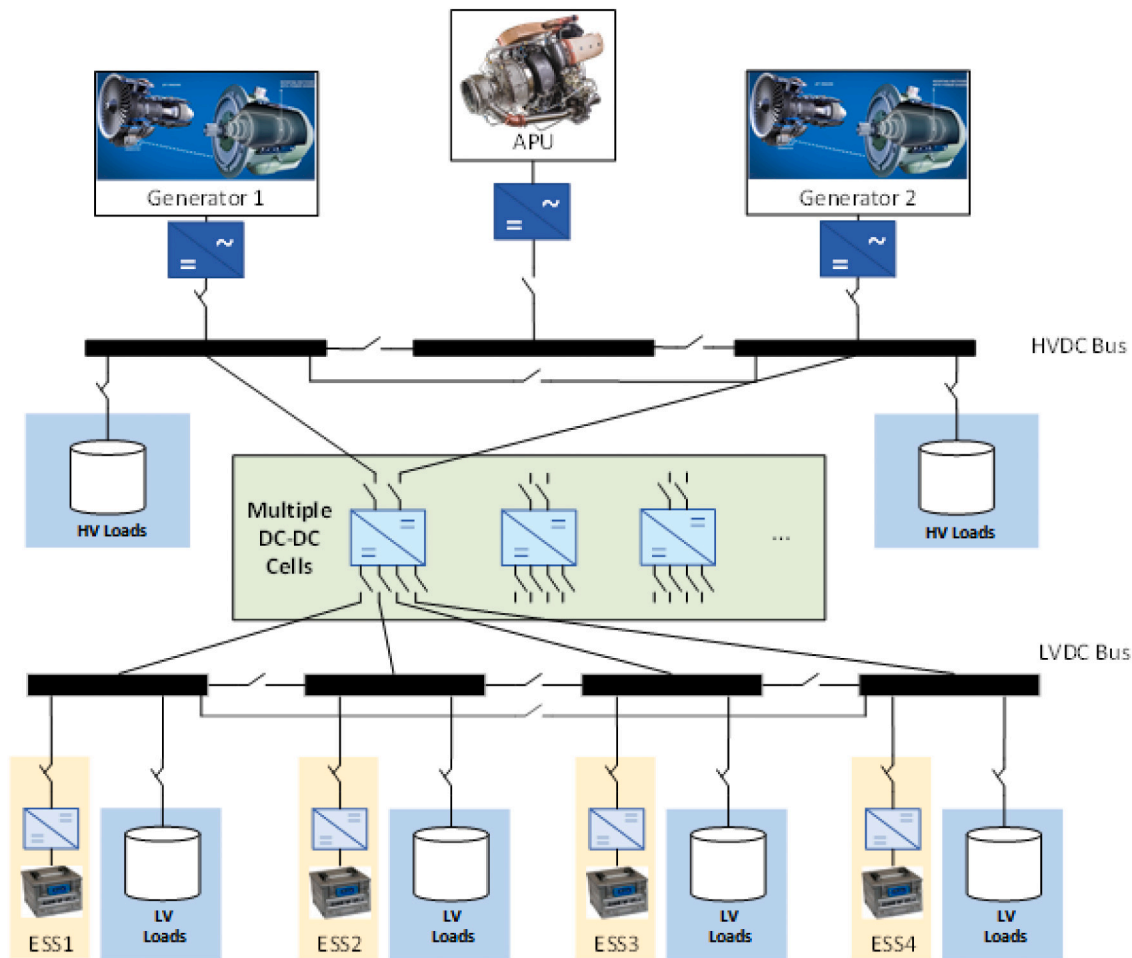 APU
Generator 1
Generator 2
HVDC Bus
HV Loads
HV Loads
Multiple
DC-DC
Cells
...
LVDC Bus
LV
Loads
LV
Loads
LV
Loads
LV
Loads
ESS1
ESS2
ESS3
ESS4